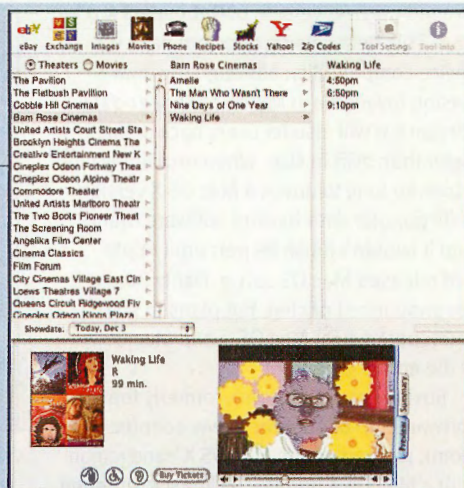 eBay Exchange Images Movies Phone Recipes Stocks Yahoo! Zip Codes Tool Settings Tool Info
Theaters Movies Bam Rose Cinemas Waking Life
The Pavilion Amelie 4:50pm
The Flatbush Pavillion The Man Who Wasn't There 6:50pm
Cobble Hill Cinemas Nine Days of One Year 9:10pm
Bam Rose Cinemas Waking Life
United Artists Court Street Sta
Brooklyn Heights Cinema Tha
Creative Entertainment New K
Cineplex Odeon Fortway Thea
Cineplex Odeon Alpine Theatr
Commodore Theater
United Artists Marlboro Theatr
The Two Boots Pioneer Theat
The Screening Room
Angelika Film Center
Cinema Classics
Film Forum
City Cinemas Village East Cin
Loews Theatres Village 7
Queens Circuit Ridgewood Fiv
Cineplex Odeon Kings Plaza
Showdate: Today, Dec 3
Waking Life
R
99 min.
Buy Tickets
Summary
Preview